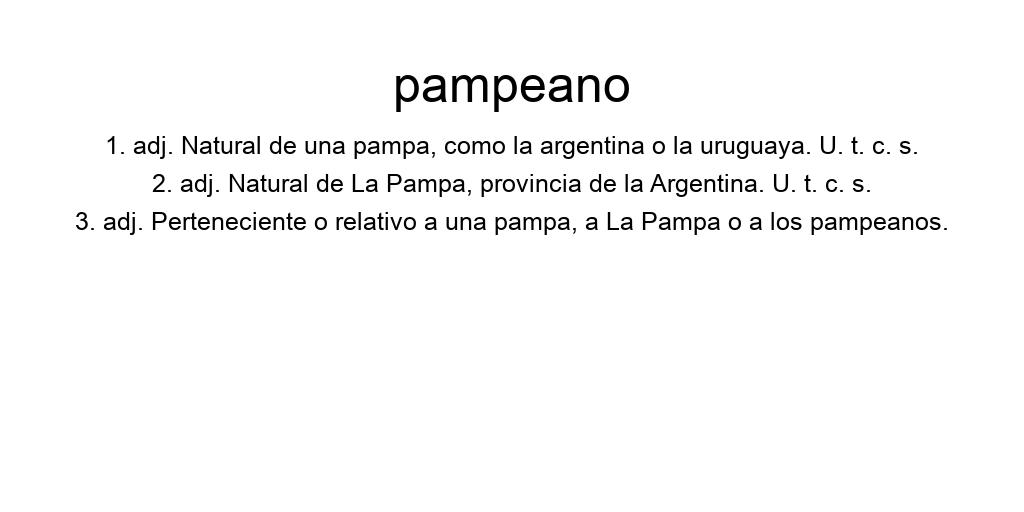 pampeano
1. adj. Natural de una pampa, como la argentina o la uruguaya. U. t. c. s.
2. adj. Natural de La Pampa, provincia de la Argentina. U. t. c. s.
3. adj. Perteneciente o relativo a una pampa, a La Pampa o a los pampeanos.